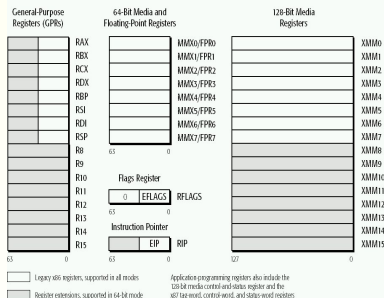 General-Purpose
Registers (GPRs)
64-Bit Media and
Floating-Point Registers
128-Bit Media
Registers
RAX
RBX
RCX
RDX
RBP
RSI
RDI
RSP
R8
R9
R10
R11
R12
R13
R14
R15
63 0
MMX0/FPR0
MMX1/FPR1
MMX2/FPR2
MMX3/FPR3
MMX4/FPR4
MMX5/FPR5
MMX6/FPR6
MMX7/FPR7
63 0
Flags Register
0 EFLAGS RFLAGS
63 0
Instruction Pointer
EIP RIP
63 0
XMM0
XMM1
XMM2
XMM3
XMM4
XMM5
XMM6
XMM7
XMM8
XMM9
XMM10
XMM11
XMM12
XMM13
XMM14
XMM15
127 0
Legacy x86 registers, supported in all modes
Register extensions, supported in 64-bit mode
Application-programming registers also include the
128-bit media control-and-status register and the
x87 tag-word, control-word, and status-word registers